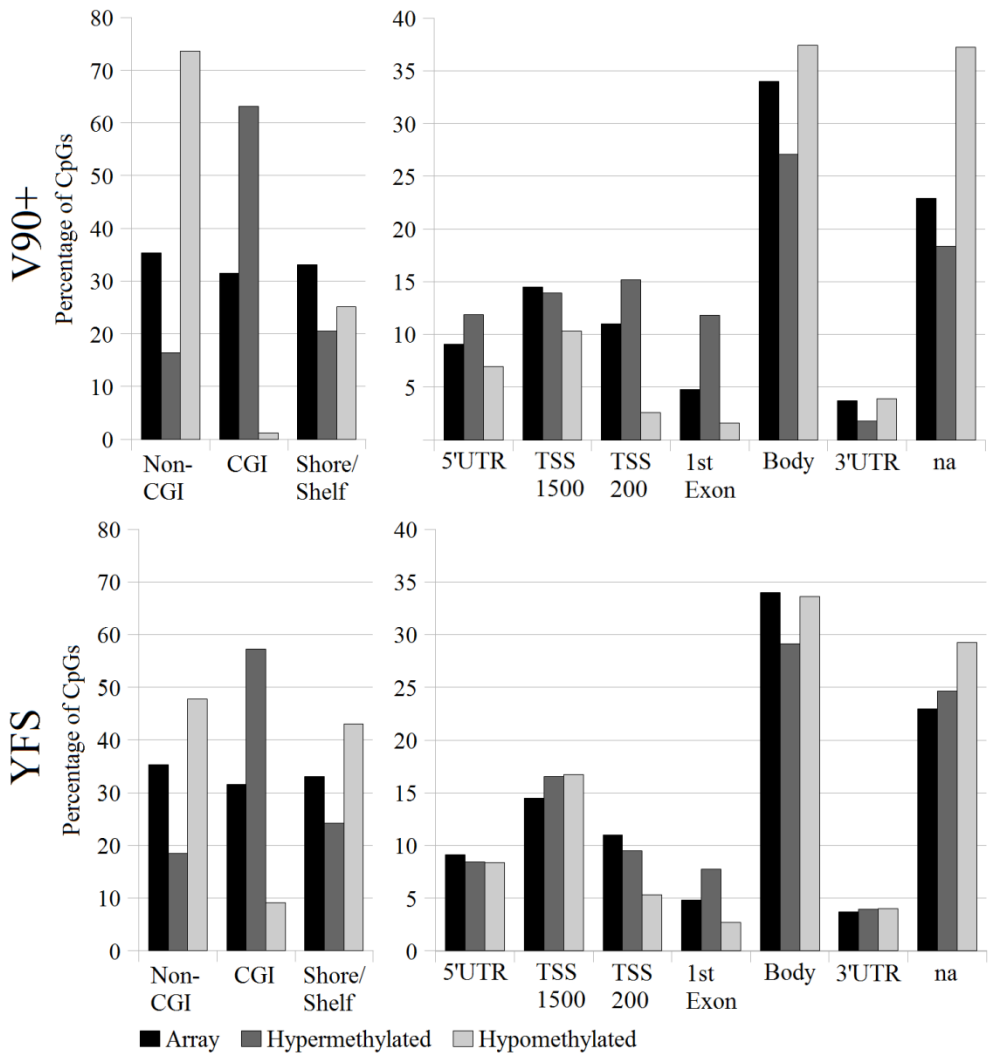 V90+
Percentage of CpGs
80
70
60
50
40
30
20
10
0
Non-
CGI
CGI
Shore/
Shelf
40
35
30
25
20
15
10
5
5'UTR
TSS
1500
TSS
200
1st
Exon
Body
3'UTR
na
YFS
Percentage of CpGs
80
70
60
50
40
30
20
10
0
Non-
CGI
CGI
Shore/
Shelf
40
35
30
25
20
15
10
5
0
5'UTR
TSS
1500
TSS
200
1st
Exon
Body
3'UTR
na
Array Hypermethylated Hypomethylated